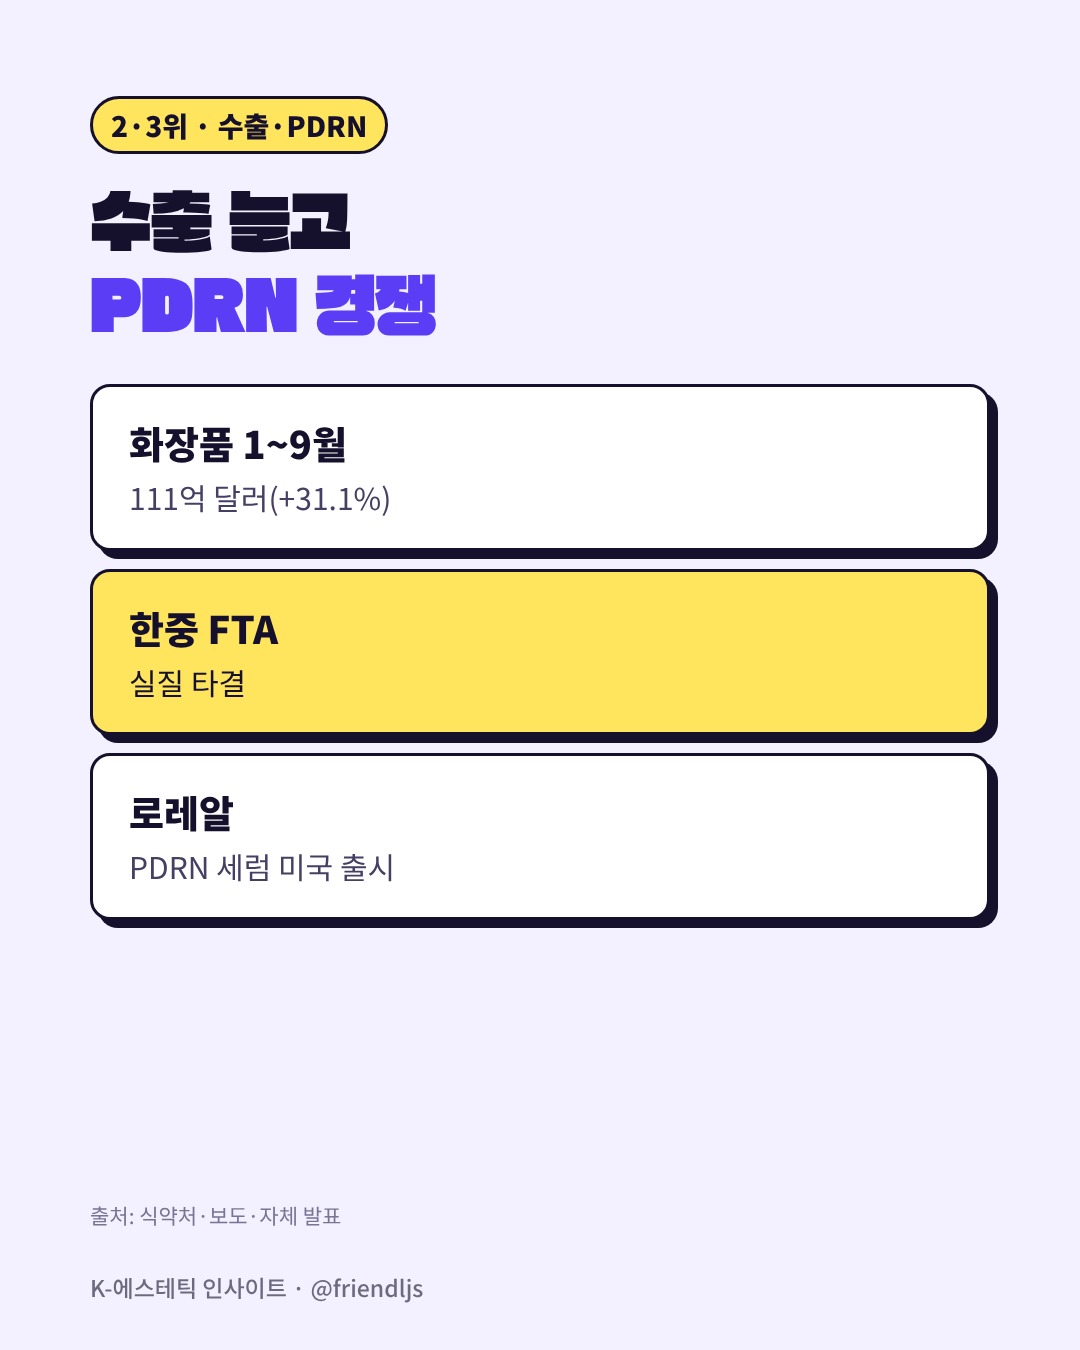 2·3위 · 수출·PDRN
수출 늘고
PDRN 경쟁
화장품 1~9월
111억 달러(+31.1%)
한중 FTA
실질 타결
로레알
PDRN 세럼 미국 출시
출처: 식약처·보도·자체 발표
K-에스테틱 인사이트 · @friendljs